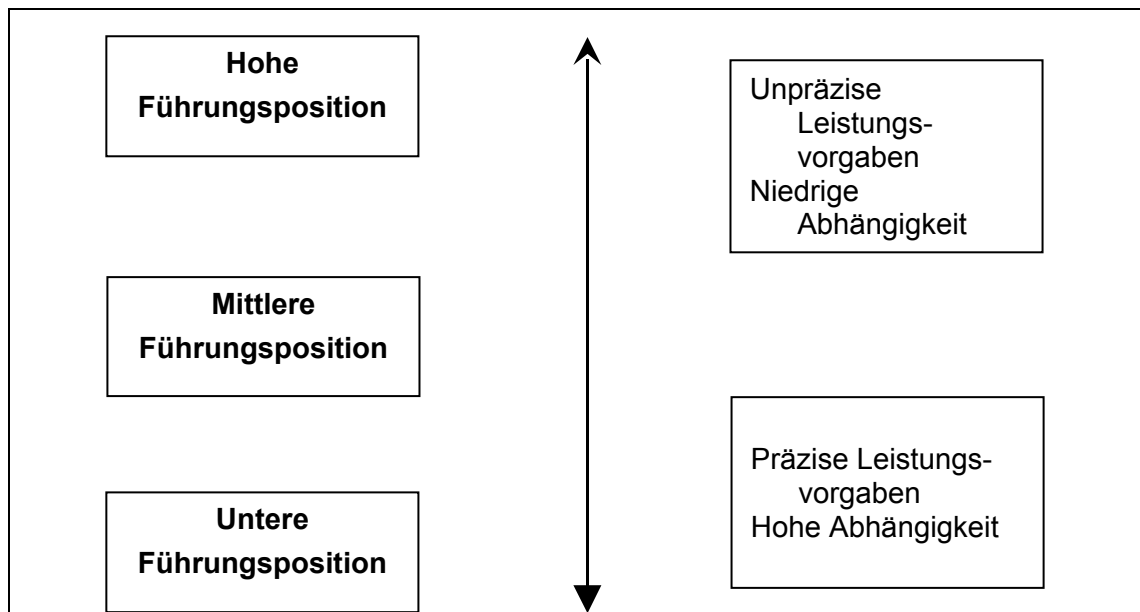 Hohe
Führungsposition
Unpräzise
Leistungs-
vorgaben
Niedrige
Abhängigkeit
Mittlere
Führungsposition
Präzise Leistungs-
vorgaben
Hohe Abhängigkeit
Untere
Führungsposition